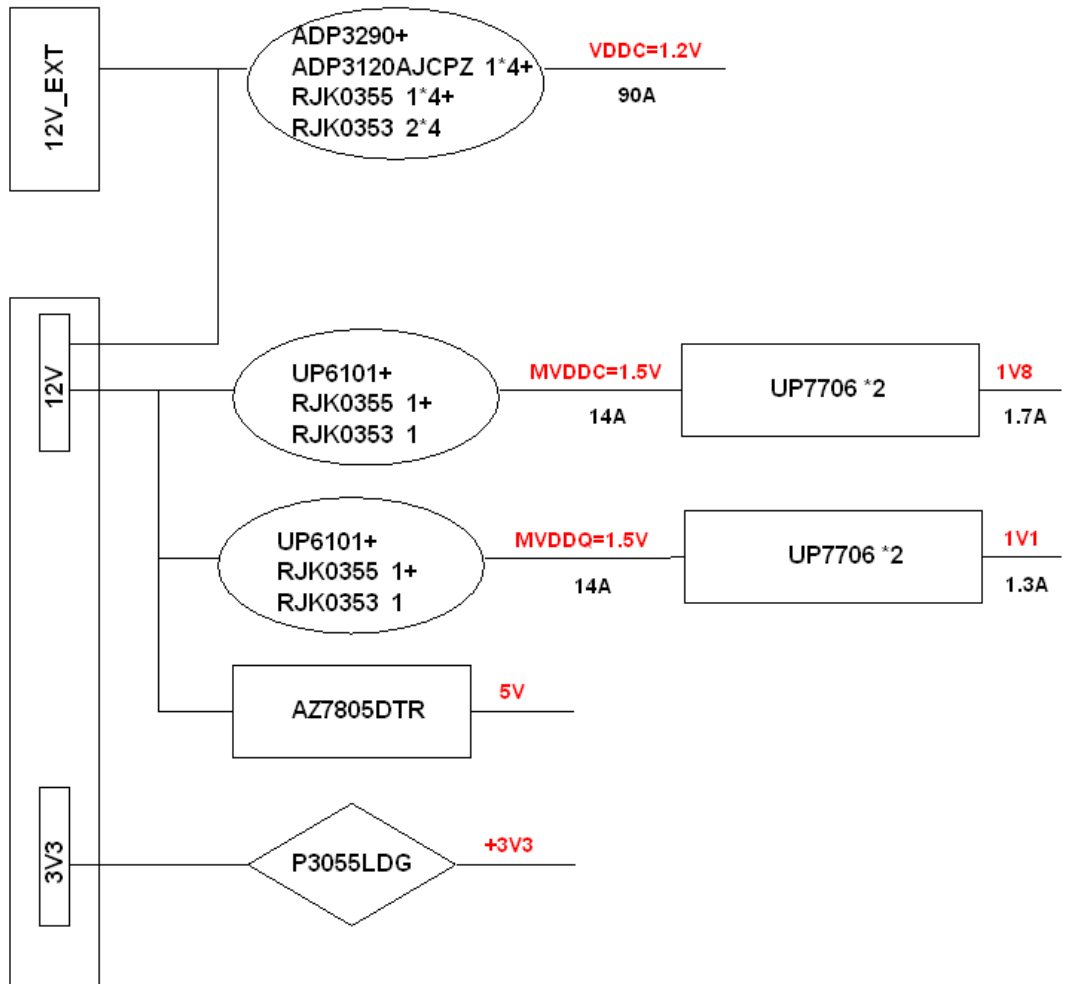 12V_EXT
ADP3290+
ADP3120AJCPZ 1*4+
RJK0355 1*4+
RJK0353 2*4
VDDC=1.2V
90A
12V
UP6101+
RJK0355 1+
RJK0353 1
MVDDC=1.5V
14A
UP7706 *2
1V8
1.7A
UP6101+
RJK0355 1+
RJK0353 1
MVDDQ=1.5V
14A
UP7706 *2
1V1
1.3A
AZ7805DTR
5V
3V3
P3055LDG
+3V3